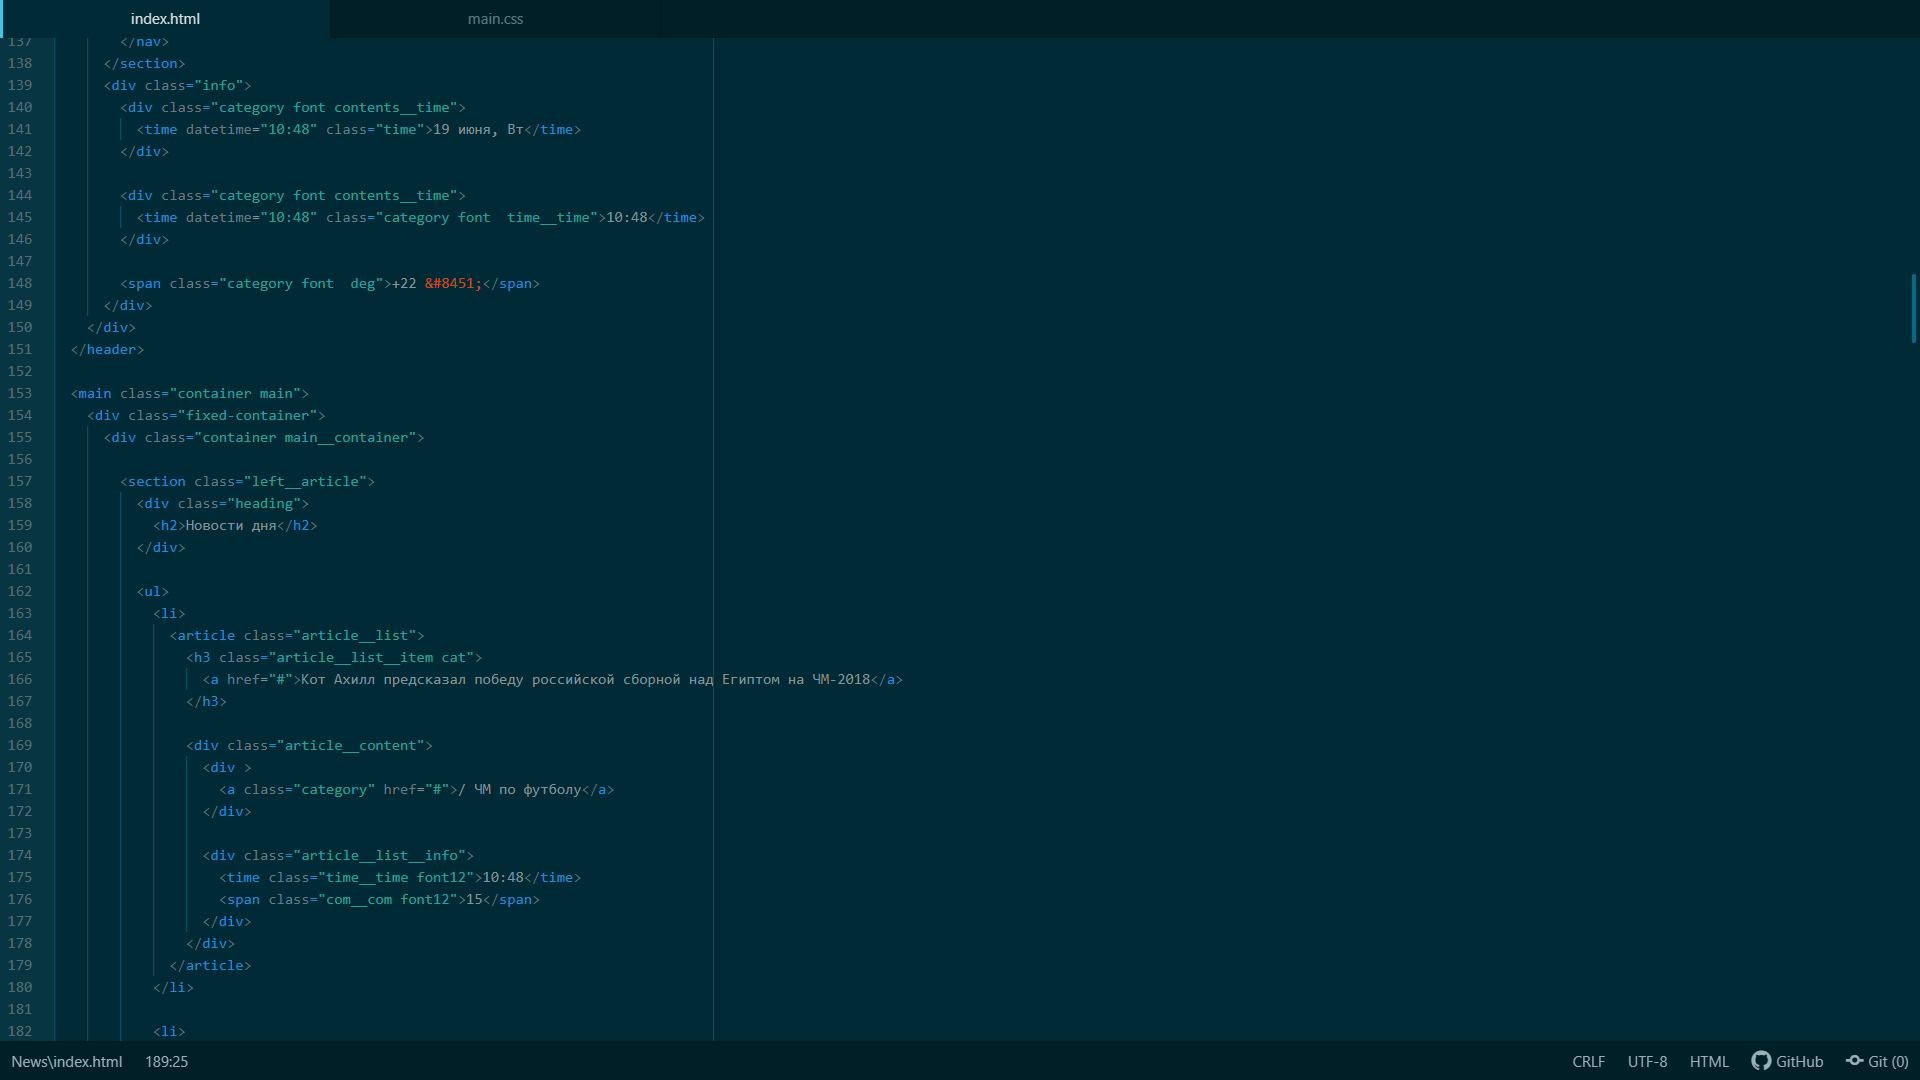 index.html
main.css
137 </nav>
138 </section>
139 <div class="info">
140 <div class="category font contents__time">
141 <time datetime="10:48" class="time">19 июня, Вт</time>
142 </div>
143
144 <div class="category font contents__time">
145 <time datetime="10:48" class="category font  time__time">10:48</time>
146 </div>
147
148 <span class="category font  deg">+22 &#8451;</span>
149 </div>
150 </div>
151 </header>
152
153 <main class="container main">
154 <div class="fixed-container">
155 <div class="container main__container">
156
157 <section class="left__article">
158 <div class="heading">
159 <h2>Новости дня</h2>
160 </div>
161
162 <ul>
163 <li>
164 <article class="article__list">
165 <h3 class="article__list__item cat">
166 <a href="#">Кот Ахилл предсказал победу российской сборной над Египтом на ЧМ-2018</a>
167 </h3>
168
169 <div class="article__content">
170 <div >
171 <a class="category" href="#">/ ЧМ по футболу</a>
172 </div>
173
174 <div class="article__list__info">
175 <time class="time__time font12">10:48</time>
176 <span class="com__com font12">15</span>
177 </div>
178 </div>
179 </article>
180 </li>
181
182 <li>
News\index.html 189:25 CRLF UTF-8 HTML GitHub Git (0)